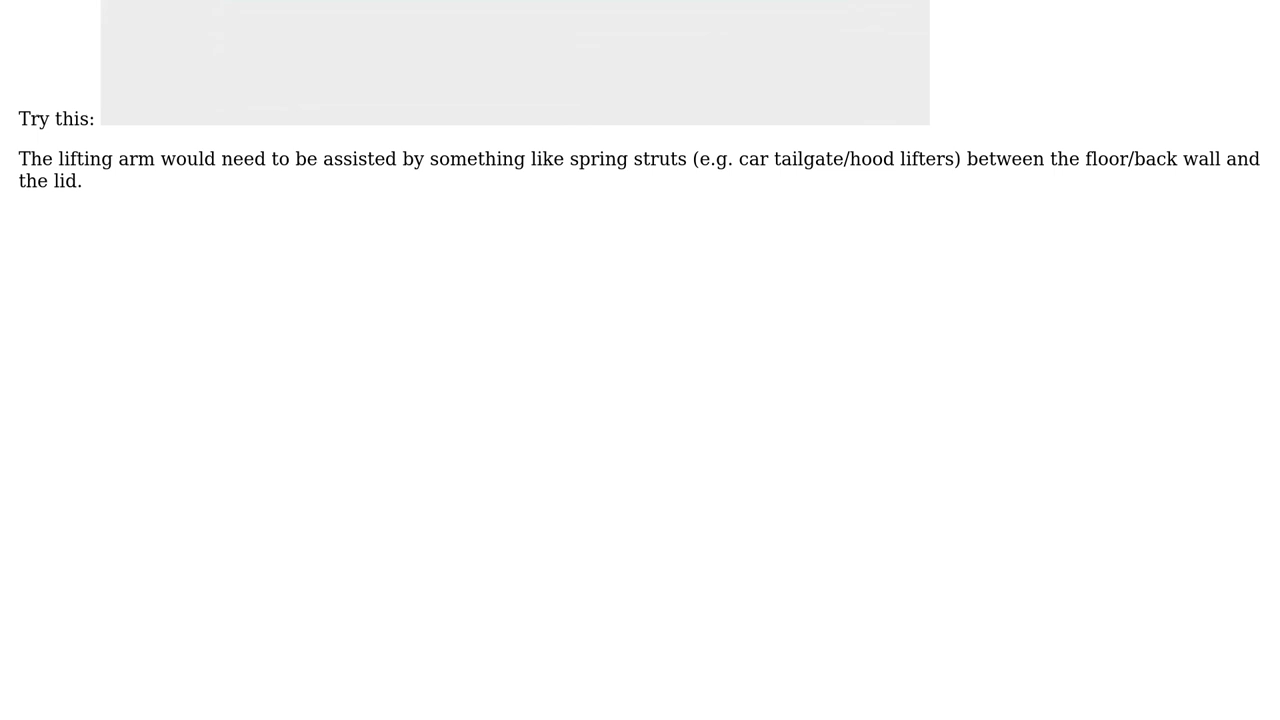 Try this:
The lifting arm would need to be assisted by something like spring struts (e.g. car tailgate/hood lifters) between the floor/back wall and
the lid.